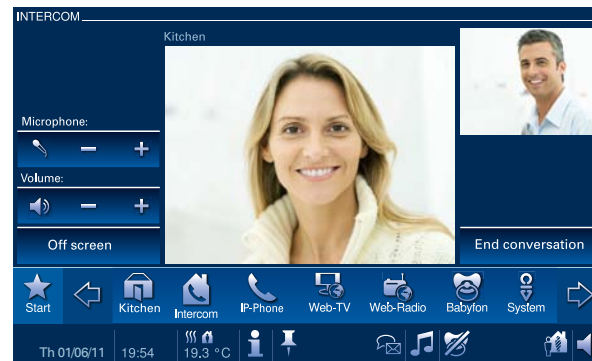 INTERCOM
Kitchen
Microphone:
Volume:
Off screen
End conversation
Start
Kitchen
Intercom
IP-Phone
Web-TV
Web-Radio
Babyfon
System
Th 01/06/11
19:54
19.3 °C